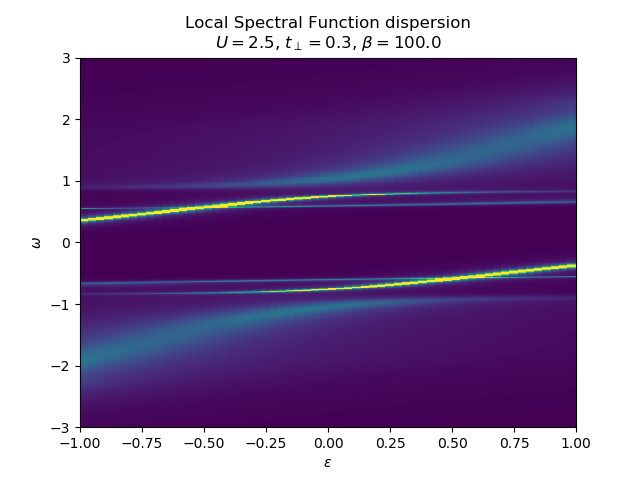 Local Spectral Function dispersion
U = 2.5, t⊥ = 0.3, β = 100.0
3
2
1
0
−1
−2
−3
ω
−1.00 −0.75 −0.50 −0.25 0.00 0.25 0.50 0.75 1.00
ε